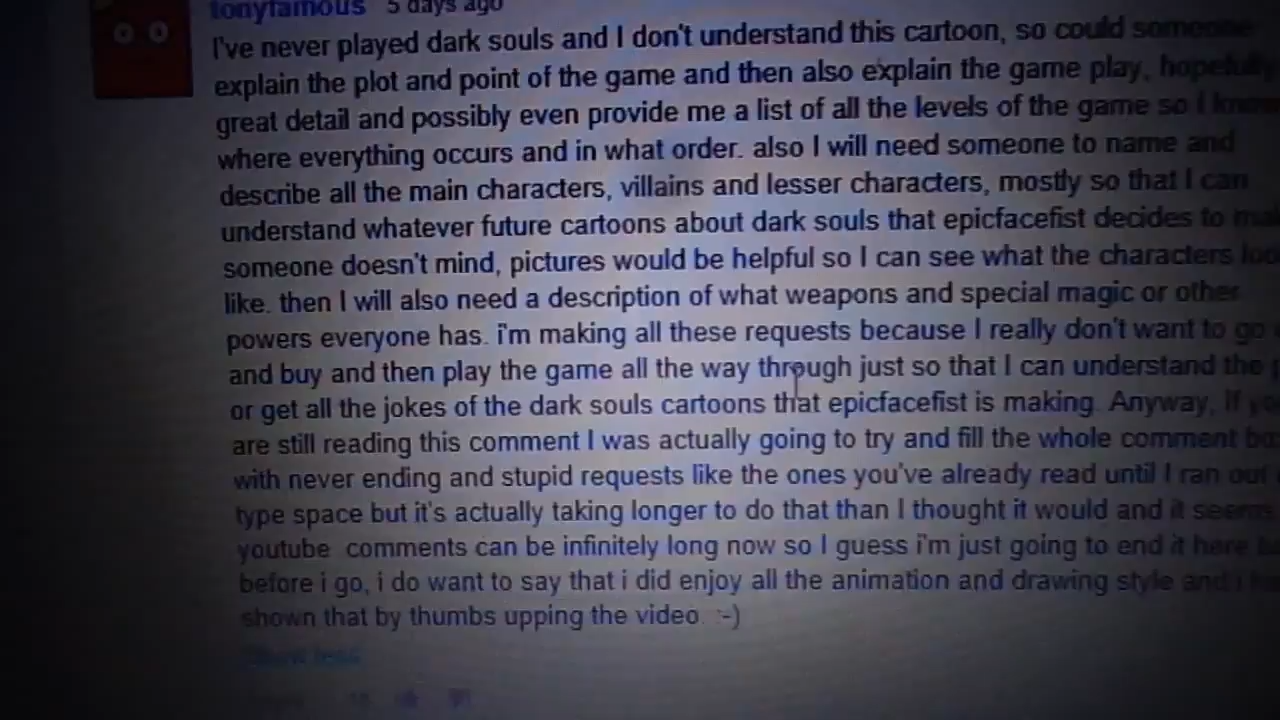 tonyfamous 5 days ago
I've never played dark souls and I don't understand this cartoon, so could someone
explain the plot and point of the game and then also explain the game play, hopefully
great detail and possibly even provide me a list of all the levels of the game so I know
where everything occurs and in what order. also I will need someone to name and
describe all the main characters, villains and lesser characters, mostly so that I can
understand whatever future cartoons about dark souls that epicfacefist decides to
someone doesn't mind, pictures would be helpful so I can see what the characters
like. then I will also need a description of what weapons and special magic or other
powers everyone has. i'm making all these requests because I really don't want to go
and buy and then play the game all the way through just so that I can understand the
or get all the jokes of the dark souls cartoons that epicfacefist is making. Anyway, If
are still reading this comment I was actually going to try and fill the whole comment
with never ending and stupid requests like the ones you've already read until I ran out
type space but it's actually taking longer to do that than I thought it would and it seems
youtube comments can be infinitely long now so I guess i'm just going to end it here
before i go, i do want to say that i did enjoy all the animation and drawing style and i
shown that by thumbs upping the video. :-)
Show less